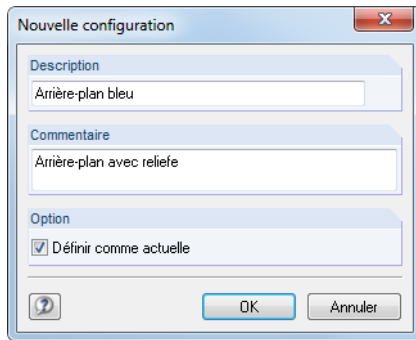 Nouvelle configuration
Description
Arrière-plan bleu
Commentaire
Arrière-plan avec reliefe
Option
Définir comme actuelle
OK
Annuler